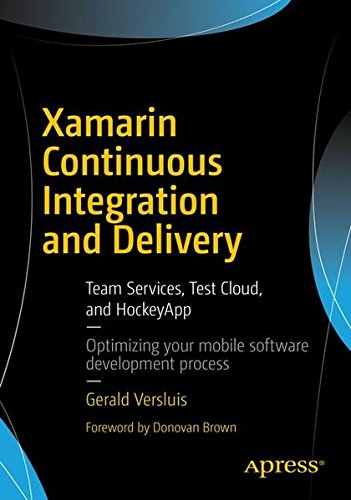 Xamarin
Continuous
Integration
and Delivery
Team Services, Test Cloud,
and HockeyApp
—
Optimizing your mobile software
development process
—
Gerald Versluis
Foreword by Donovan Brown
Apress®